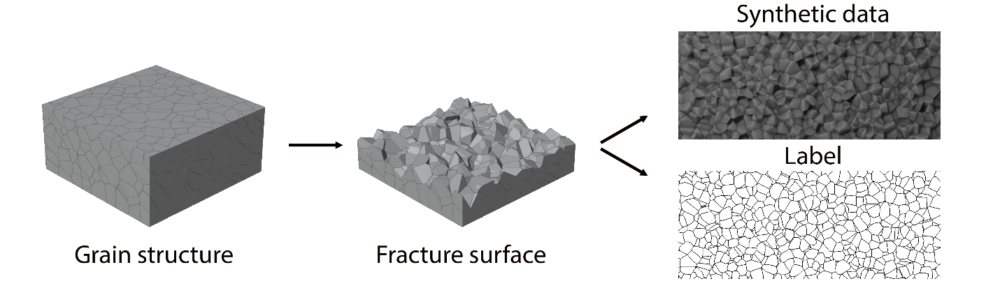 Synthetic data
Label
Grain structure
Fracture surface